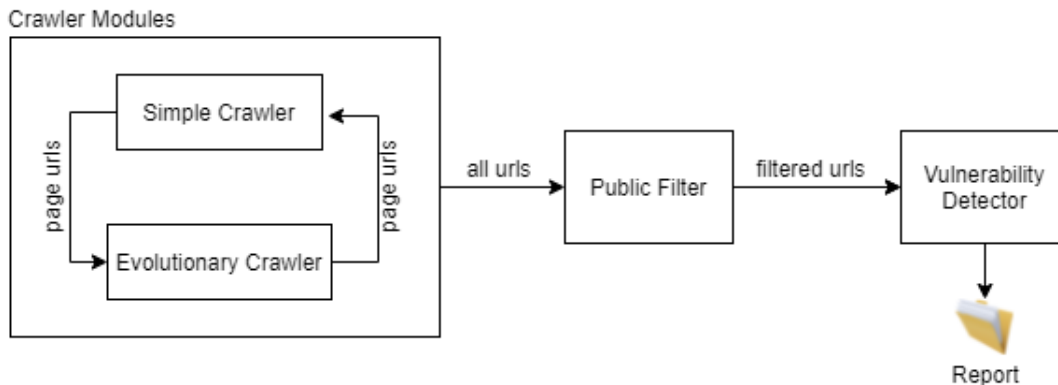 Crawler Modules
Simple Crawler
page urls
page urls
Evolutionary Crawler
all urls
Public Filter
filtered urls
Vulnerability
Detector
Report